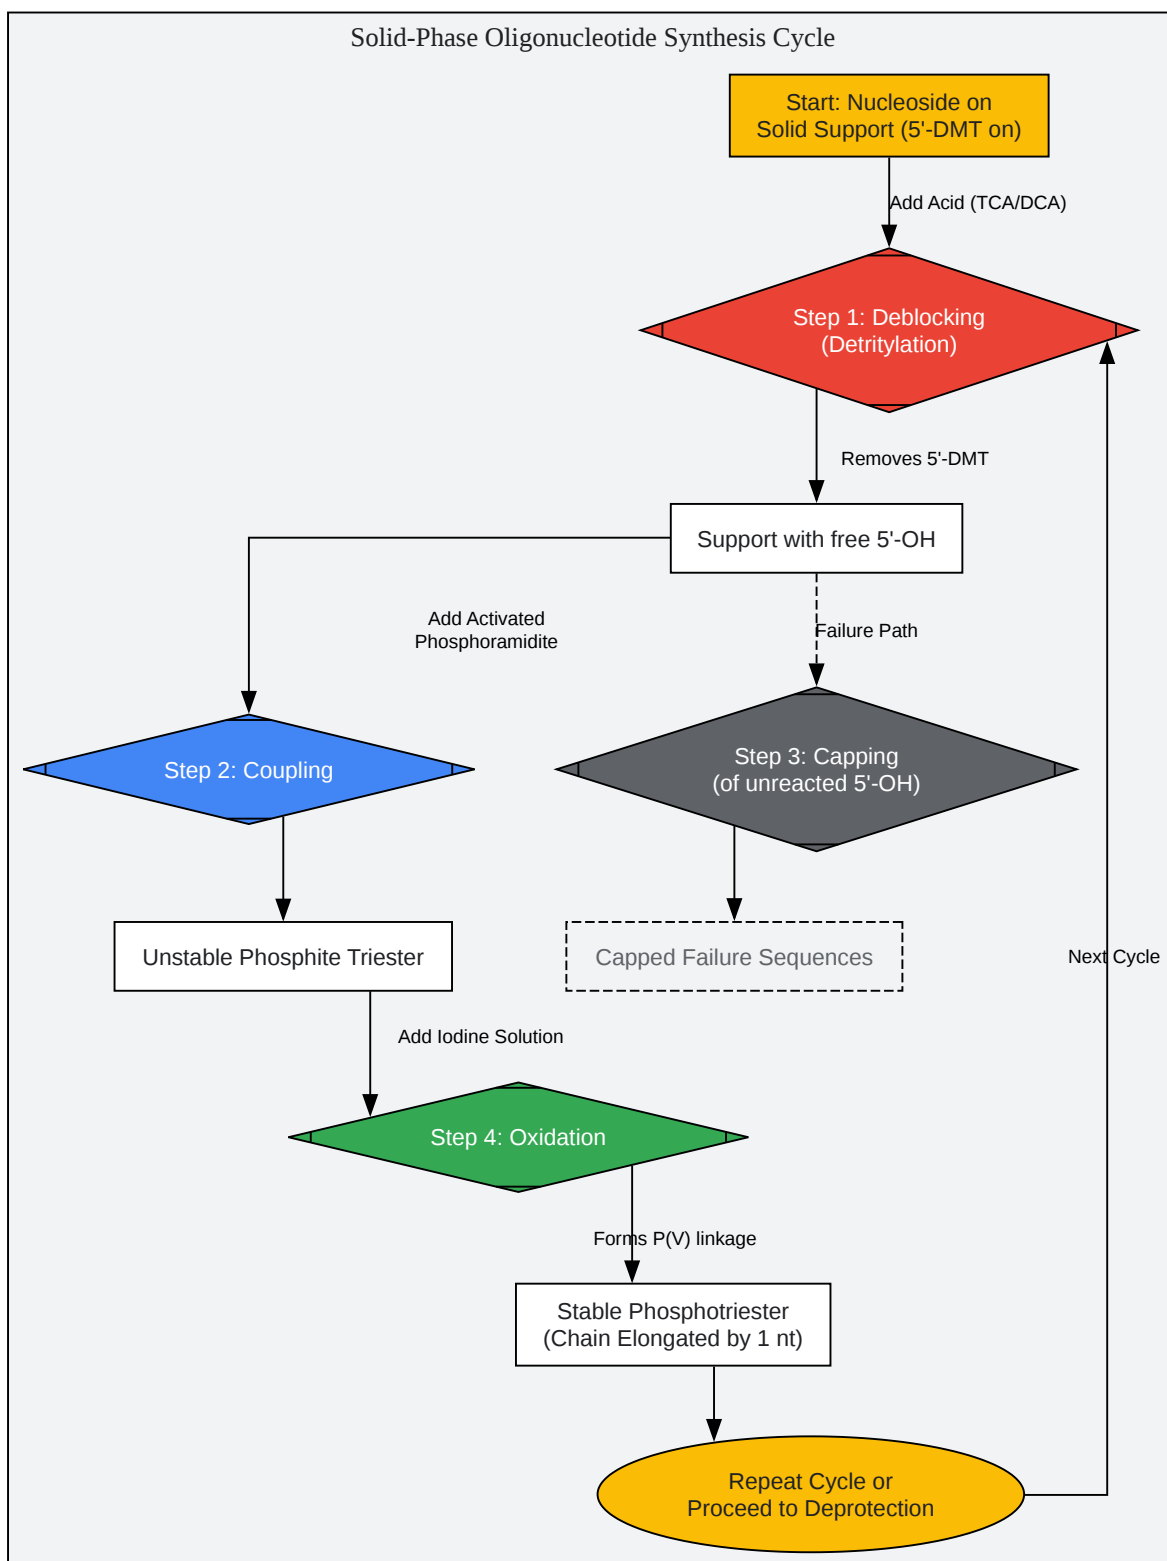 Solid-Phase Oligonucleotide Synthesis Cycle
Start: Nucleoside on
Solid Support (5'-DMT on)
Add Acid (TCA/DCA)
Step 1: Deblocking
(Detritylation)
Removes 5'-DMT
Support with free 5'-OH
Add Activated
Phosphoramidite
Failure Path
Step 2: Coupling
Step 3: Capping
(of unreacted 5'-OH)
Unstable Phosphite Triester
Capped Failure Sequences
Next Cycle
Add Iodine Solution
Step 4: Oxidation
Forms P(V) linkage
Stable Phosphotriester
(Chain Elongated by 1 nt)
Repeat Cycle or
Proceed to Deprotection